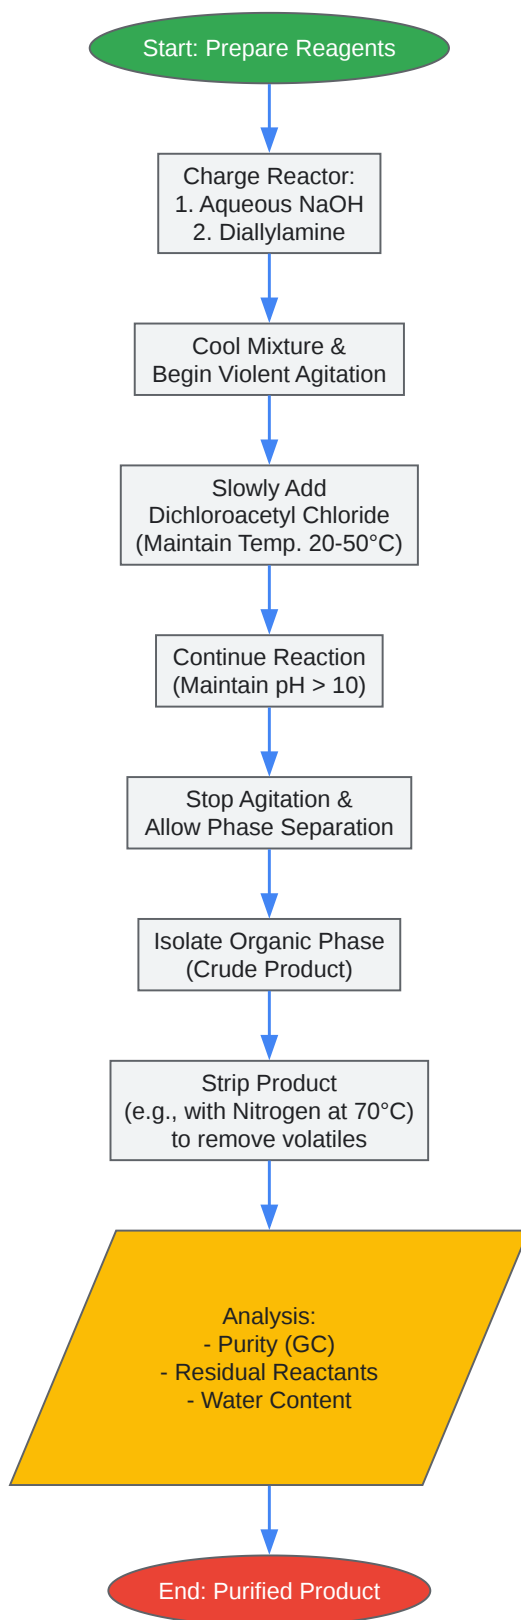 Start: Prepare Reagents
Charge Reactor:
1. Aqueous NaOH
2. Diallylamine
Cool Mixture &
Begin Violent Agitation
Slowly Add
Dichloroacetyl Chloride
(Maintain Temp. 20-50°C)
Continue Reaction
(Maintain pH > 10)
Stop Agitation &
Allow Phase Separation
Isolate Organic Phase
(Crude Product)
Strip Product
(e.g., with Nitrogen at 70°C)
to remove volatiles
Analysis:
- Purity (GC)
- Residual Reactants
- Water Content
End: Purified Product